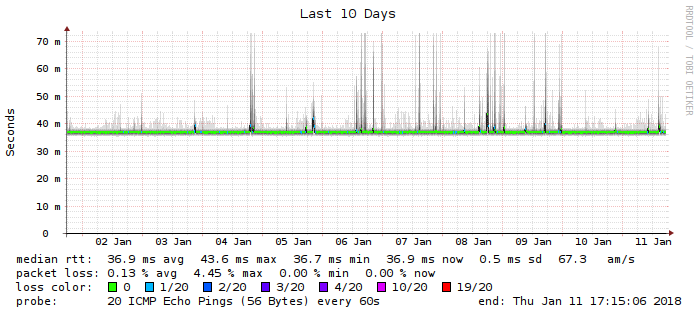 Last 10 Days
RRDTOOL / TOBI OETIKER
Seconds
70 m
60 m
50 m
40 m
30 m
20 m
10 m
0
02 Jan 03 Jan 04 Jan 05 Jan 06 Jan 07 Jan 08 Jan 09 Jan 10 Jan 11 Jan
median rtt: 36.9 ms avg 43.6 ms max 36.7 ms min 36.9 ms now 0.5 ms sd 67.3 am/s
packet loss: 0.13 % avg 4.45 % max 0.00 % min 0.00 % now
loss color: 0 1/20 2/20 3/20 4/20 10/20 19/20
probe: 20 ICMP Echo Pings (56 Bytes) every 60s end: Thu Jan 11 17:15:06 2018